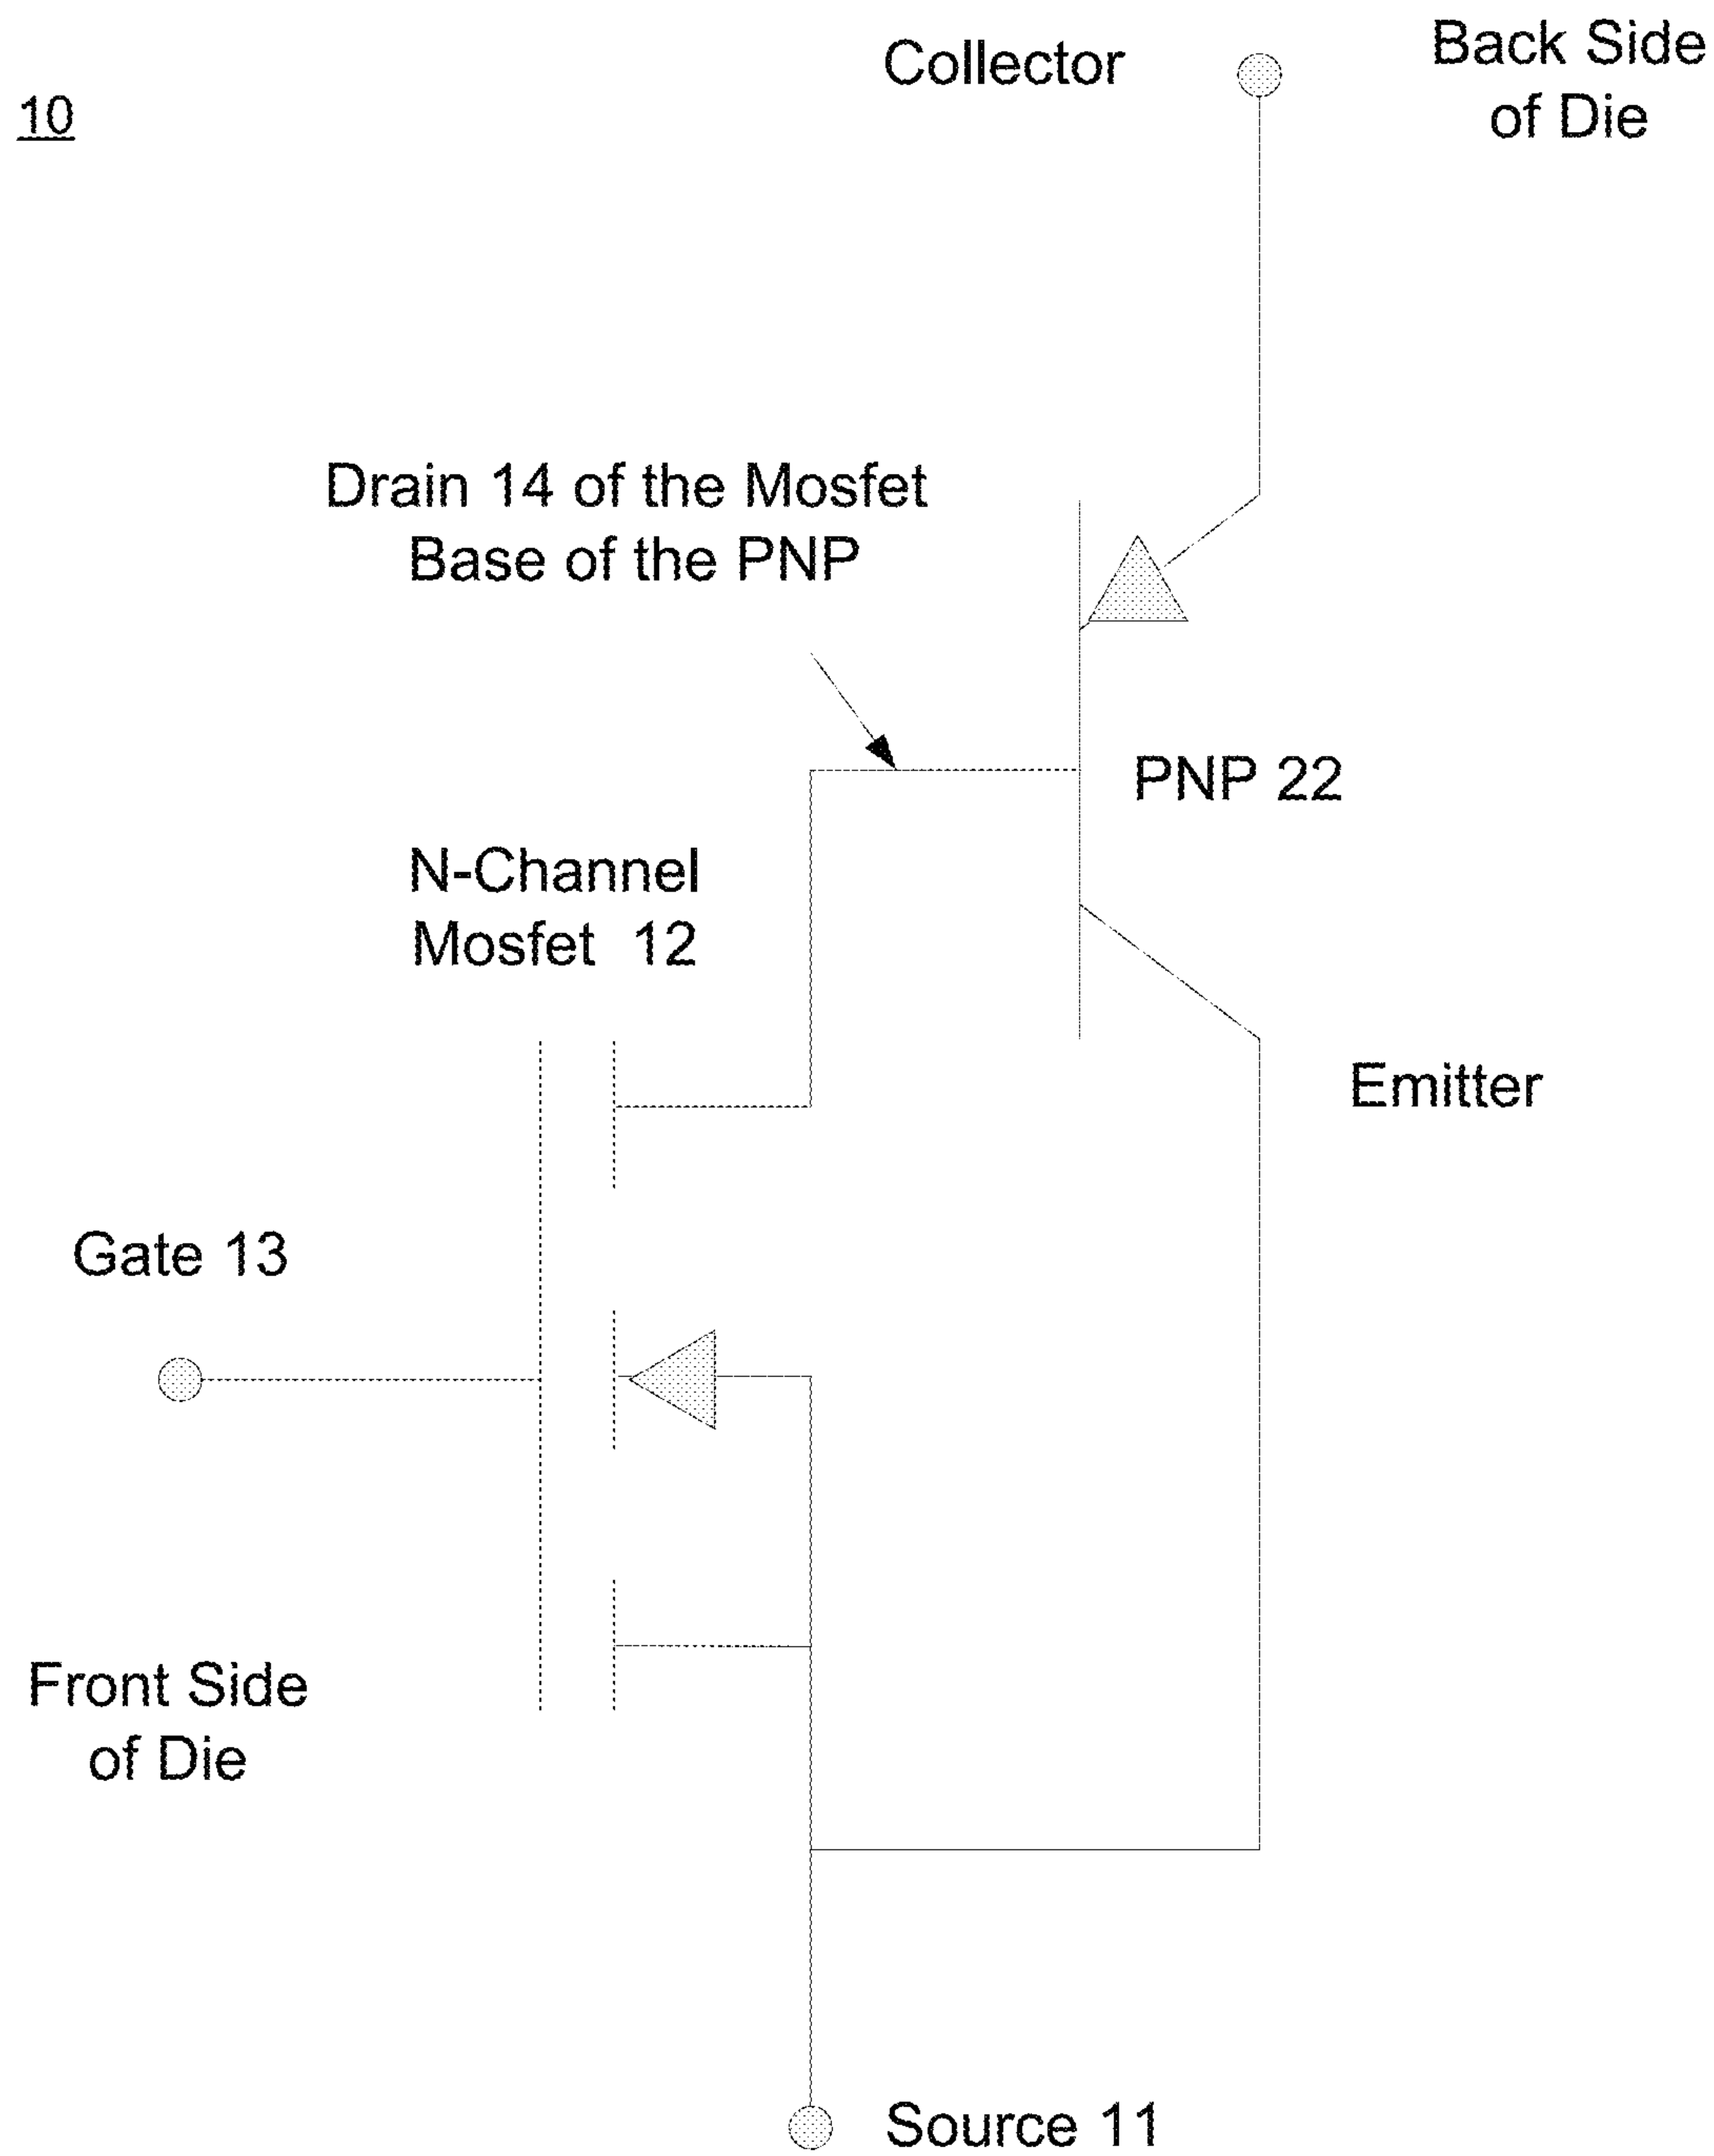 Collector
Back Side
of Die
10
Drain 14 of the Mosfet
Base of the PNP
PNP 22
N-Channel
Mosfet 12
Emitter
Gate 13
Front Side
of Die
Source 11